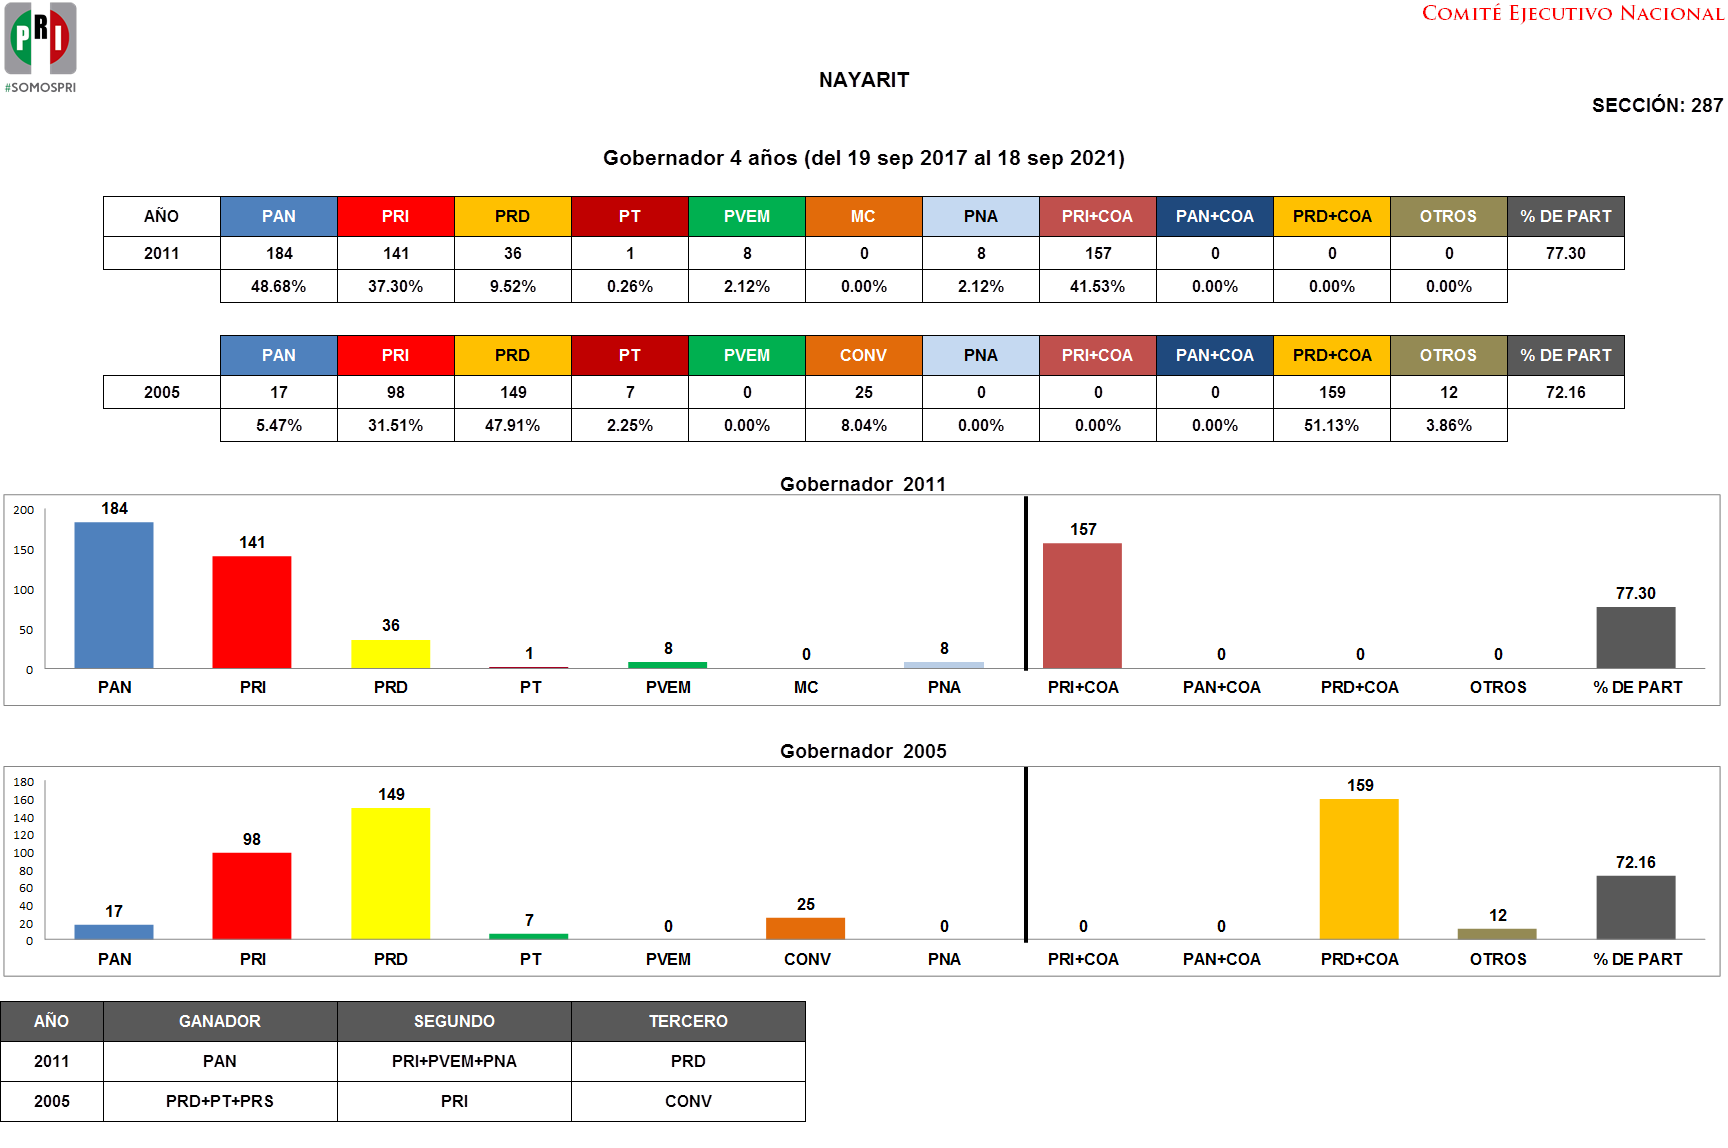 PRI
#SOMOSPRI
COMITÉ EJECUTIVO NACIONAL
NAYARIT
SECCIÓN: 287
Gobernador 4 años (del 19 sep 2017 al 18 sep 2021)
AÑO PAN PRI PRD PT PVEM MC PNA PRI+COA PAN+COA PRD+COA OTROS % DE PART
2011 184 141 36 1 8 0 8 157 0 0 0 77.30
48.68% 37.30% 9.52% 0.26% 2.12% 0.00% 2.12% 41.53% 0.00% 0.00% 0.00%
PAN PRI PRD PT PVEM CONV PNA PRI+COA PAN+COA PRD+COA OTROS % DE PART
2005 17 98 149 7 0 25 0 0 0 159 12 72.16
5.47% 31.51% 47.91% 2.25% 0.00% 8.04% 0.00% 0.00% 0.00% 51.13% 3.86%
Gobernador 2011
200
150
100
50
0
184 141 36 1 8 0 8 157 0 0 0 77.30
PAN PRI PRD PT PVEM MC PNA PRI+COA PAN+COA PRD+COA OTROS % DE PART
Gobernador 2005
180
160
140
120
100
80
60
40
20
0
17 98 149 7 0 25 0 0 0 159 12 72.16
PAN PRI PRD PT PVEM CONV PNA PRI+COA PAN+COA PRD+COA OTROS % DE PART
AÑO GANADOR SEGUNDO TERCERO
2011 PAN PRI+PVEM+PNA PRD
2005 PRD+PT+PRS PRI CONV